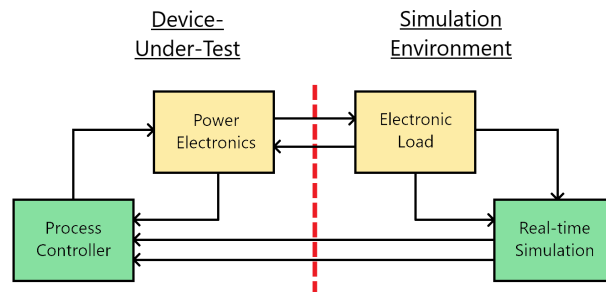 Device-
Under-Test
Simulation
Environment
Power
Electronics
Electronic
Load
Process
Controller
Real-time
Simulation